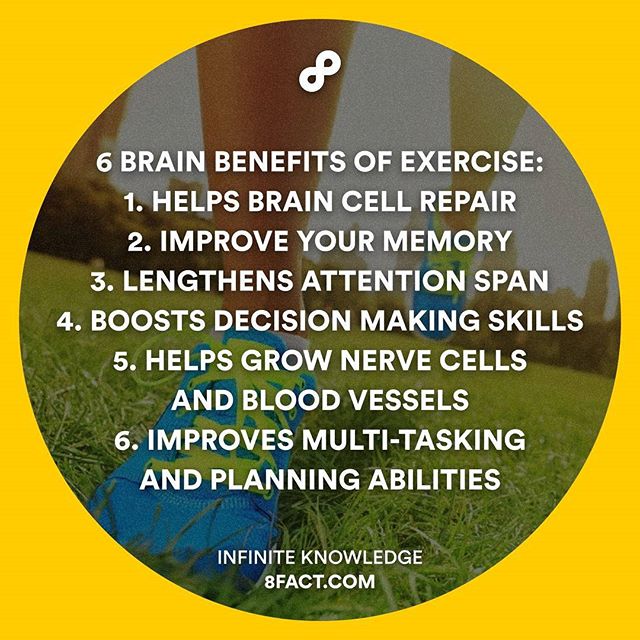 6 BRAIN BENEFITS OF EXERCISE:
1. HELPS BRAIN CELL REPAIR
2. IMPROVE YOUR MEMORY
3. LENGTHENS ATTENTION SPAN
4. BOOSTS DECISION MAKING SKILLS
5. HELPS GROW NERVE CELLS
AND BLOOD VESSELS
6. IMPROVES MULTI-TASKING
AND PLANNING ABILITIES
INFINITE KNOWLEDGE
8FACT.COM